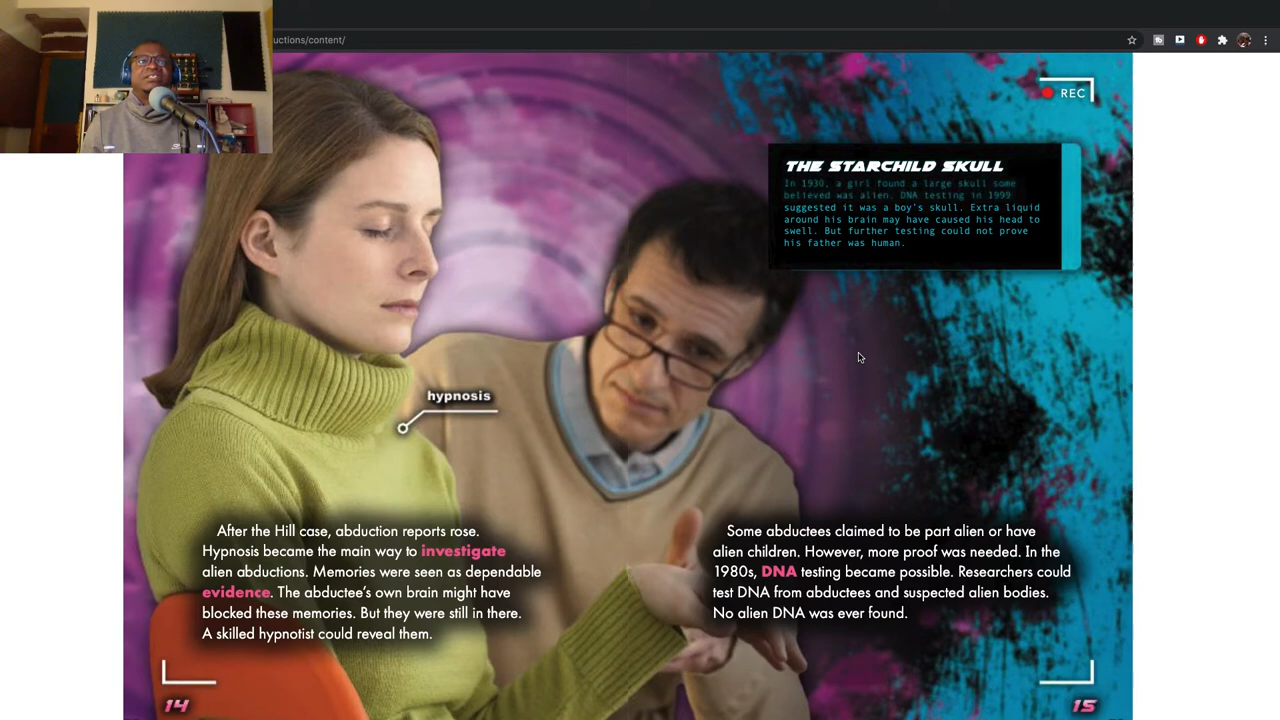 uctions/content/
REC
THE STARCHILD SKULL
In 1930, a girl found a large skull some
believed was alien. DNA testing in 1999
suggested it was a boy's skull. Extra liquid
around his brain may have caused his head to
swell. But further testing could not prove
his father was human.
hypnosis
After the Hill case, abduction reports rose.
Hypnosis became the main way to investigate
alien abductions. Memories were seen as dependable
evidence. The abductee's own brain might have
blocked these memories. But they were still in there.
A skilled hypnotist could reveal them.
14
Some abductees claimed to be part alien or have
alien children. However, more proof was needed. In the
1980s, DNA testing became possible. Researchers could
test DNA from abductees and suspected alien bodies.
No alien DNA was ever found.
15